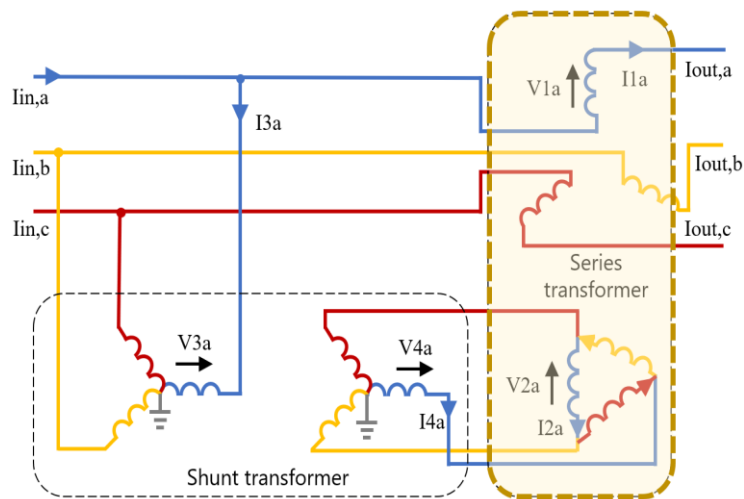 Iin,a
I3a
V1a
I1a
Iout,a
Iin,b
Iout,b
Iin,c
Iout,c
Series
transformer
V3a
V4a
I4a
V2a
I2a
Shunt transformer